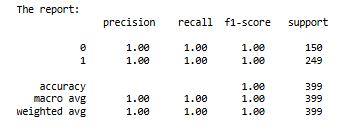 The report:
precision recall f1-score support
0 1.00 1.00 1.00 150
1 1.00 1.00 1.00 249
accuracy 1.00 399
macro avg 1.00 1.00 1.00 399
weighted avg 1.00 1.00 1.00 399